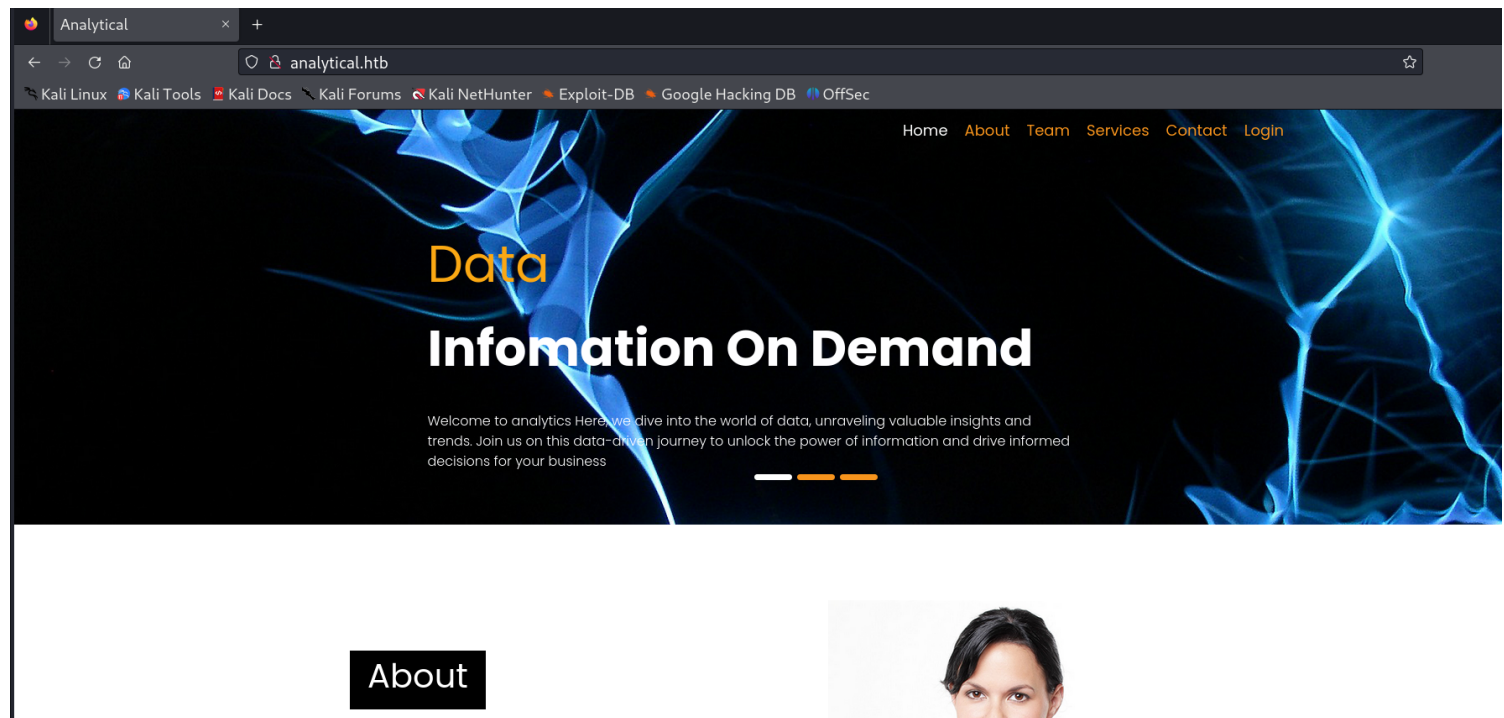 Analytical × +
analytical.htb
Kali Linux Kali Tools Kali Docs Kali Forums Kali NetHunter Exploit-DB Google Hacking DB OffSec
Home About Team Services Contact Login
Data
Infomation On Demand
Welcome to analytics Here, we dive into the world of data, unraveling valuable insights and
trends. Join us on this data-driven journey to unlock the power of information and drive informed
decisions for your business
About